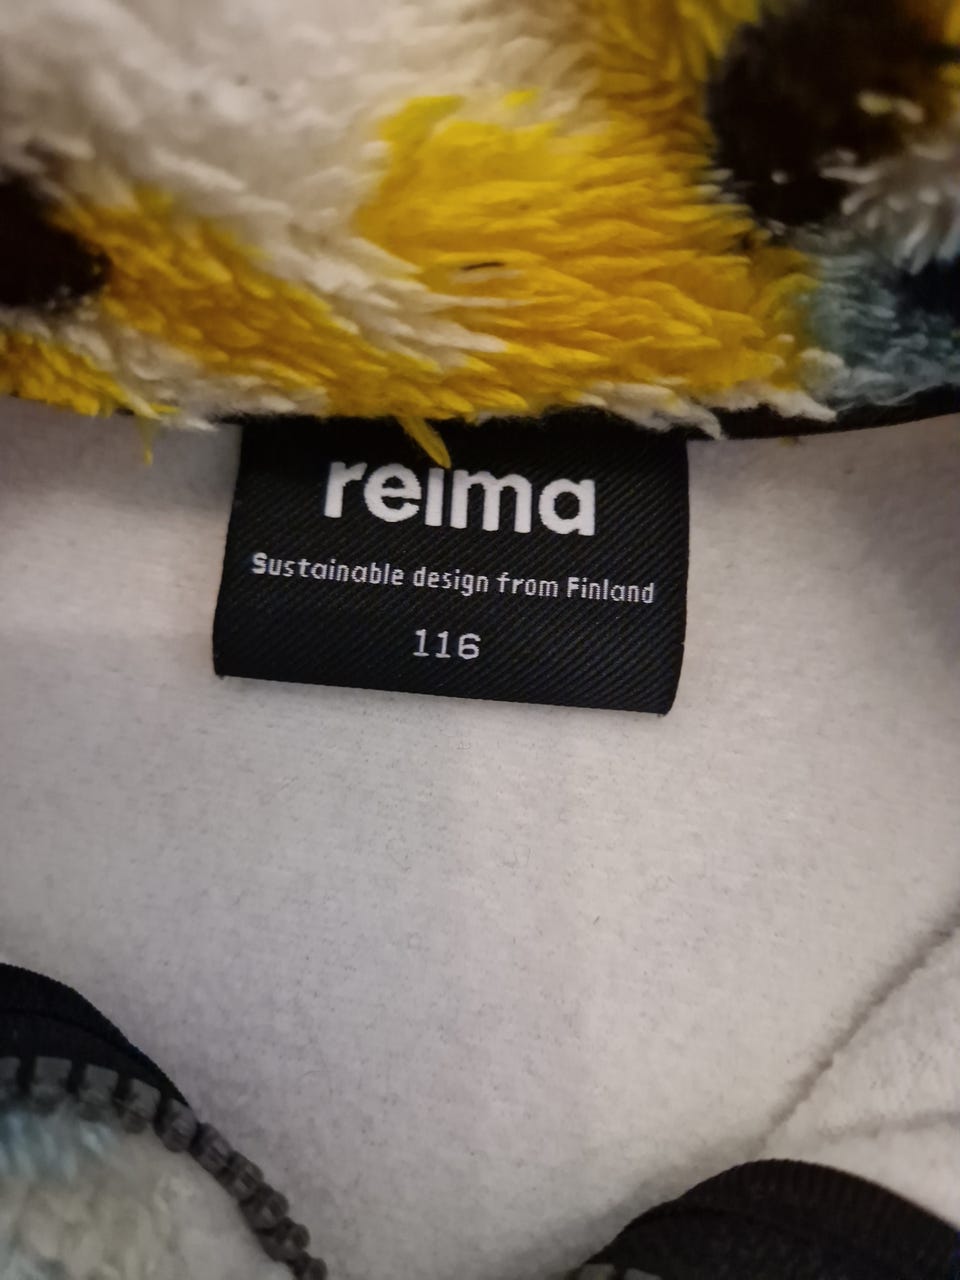 reima
Sustainable design from Finland
116